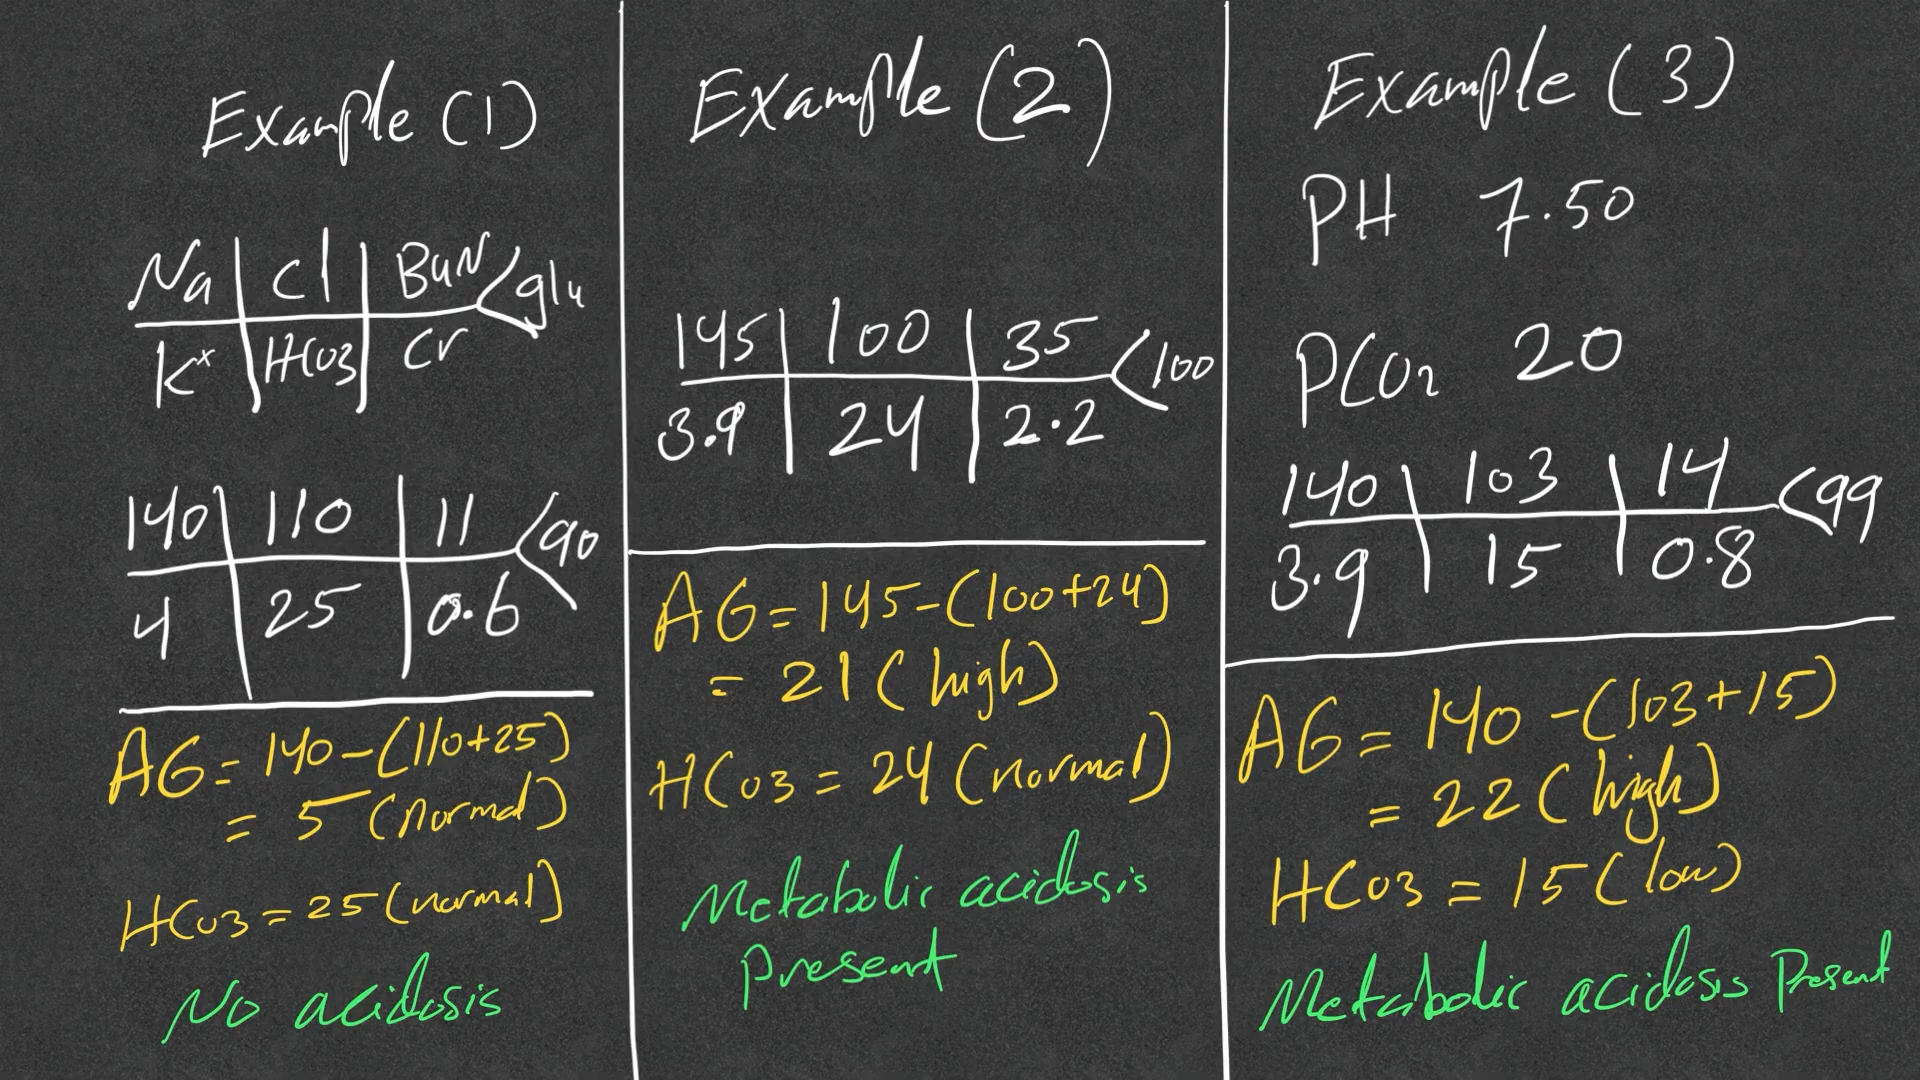 Example (1)
Na Cl BuN glu
K+ HCO3 Cr
140 110 11 90
4 25 0.6
AG = 140 - (110+25)
= 5 (normal)
HCO3 = 25 (normal)
No acidosis
Example (2)
145 100 35 100
3.9 24 2.2
AG = 145 - (100+24)
= 21 (high)
HCO3 = 24 (normal)
Metabolic acidosis
Present
Example (3)
PH 7.50
PCO2 20
140 103 14 99
3.9 15 0.8
AG = 140 - (103+15)
= 22 (high)
HCO3 = 15 (low)
Metabolic acidosis Present